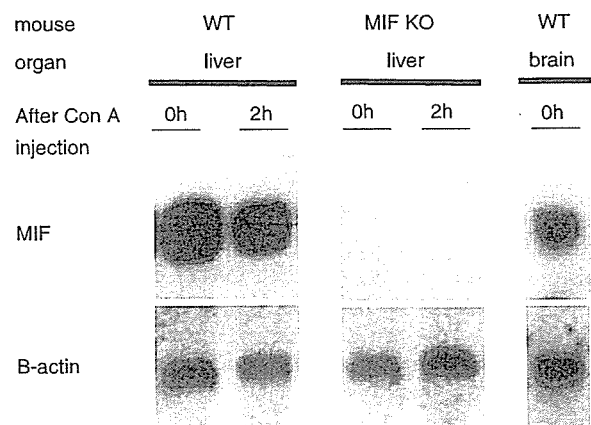 mouse WT MIF KO WT
organ liver liver brain
After Con A 0h 2h 0h 2h 0h
injection
MIF
B-actin